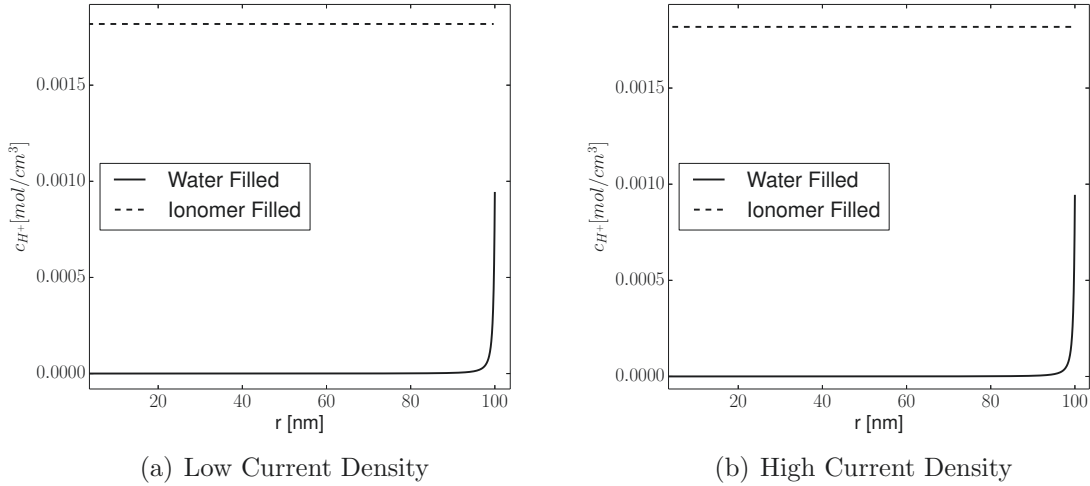 0.0015
0.0010
0.0005
0.0000
c_{H^+}[mol/cm^3]
Water Filled
Ionomer Filled
20 40 60 80 100
r [nm]
(a) Low Current Density
0.0015
0.0010
0.0005
0.0000
c_{H^+}[mol/cm^3]
Water Filled
Ionomer Filled
20 40 60 80 100
r [nm]
(b) High Current Density